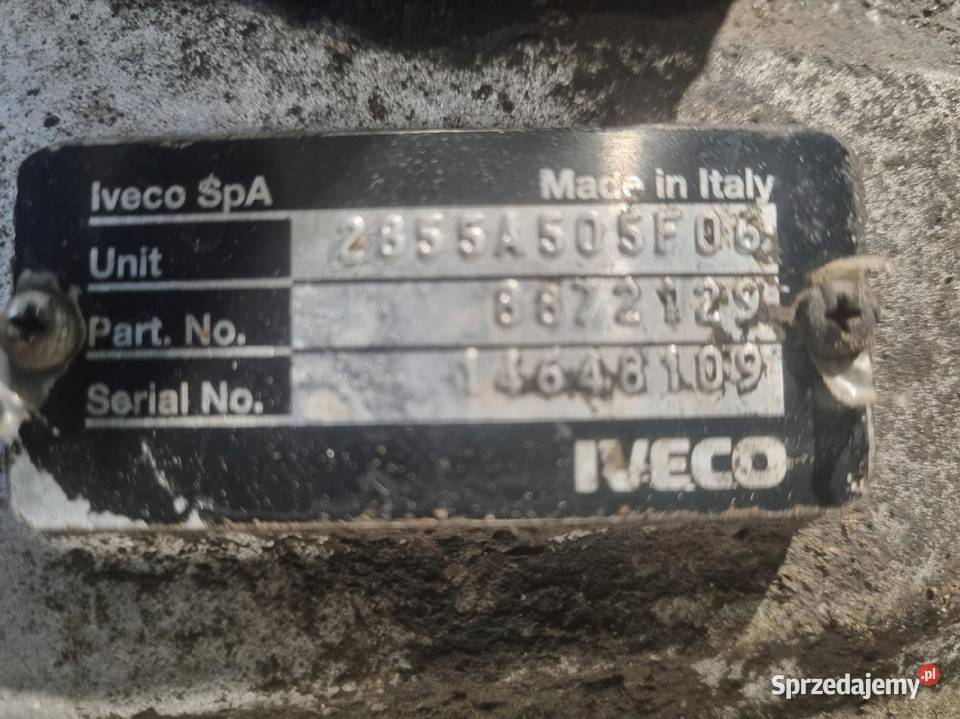 Iveco SpA Made in Italy
Unit 2855A505F06
Part. No. 8872129
Serial No. 14648109
IVECO
Sprzedajemy.pl